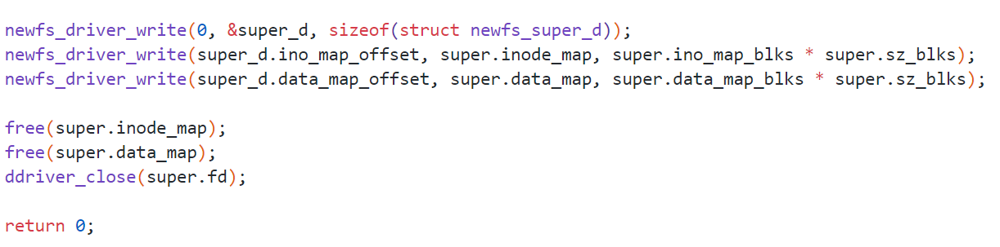 newfs_driver_write(0, &super_d, sizeof(struct newfs_super_d));
newfs_driver_write(super_d.ino_map_offset, super.inode_map, super.ino_map_blks * super.sz_blks);
newfs_driver_write(super_d.data_map_offset, super.data_map, super.data_map_blks * super.sz_blks);
free(super.inode_map);
free(super.data_map);
ddriver_close(super.fd);
return 0;